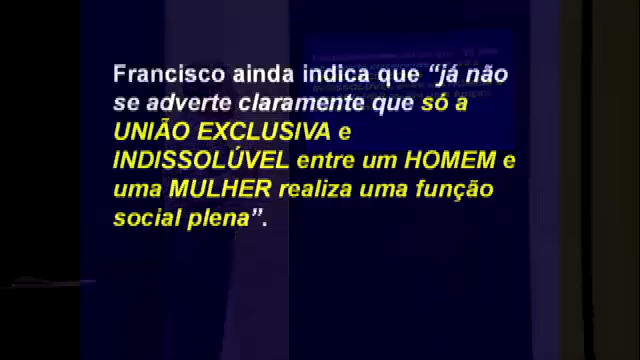 Francisco ainda indica que “já não
se adverte claramente que só a
UNIÃO EXCLUSIVA e
INDISSOLÚVEL entre um HOMEM e
uma MULHER realiza uma função
social plena”.